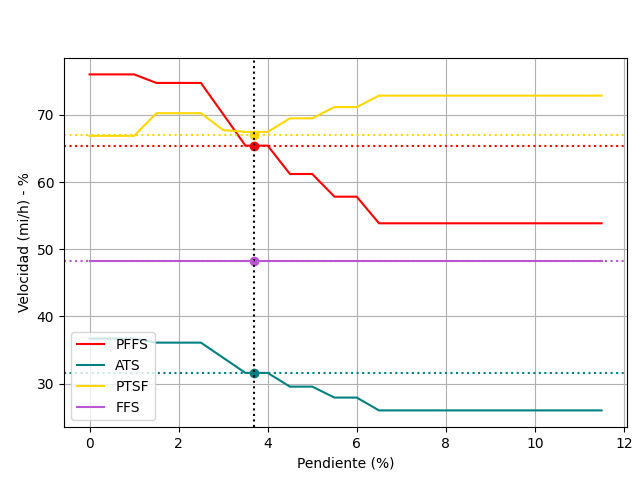 70
60
50
40
30
Velocidad (mi/h) - %
PFFS
ATS
PTSF
FFS
0 2 4 6 8 10 12
Pendiente (%)